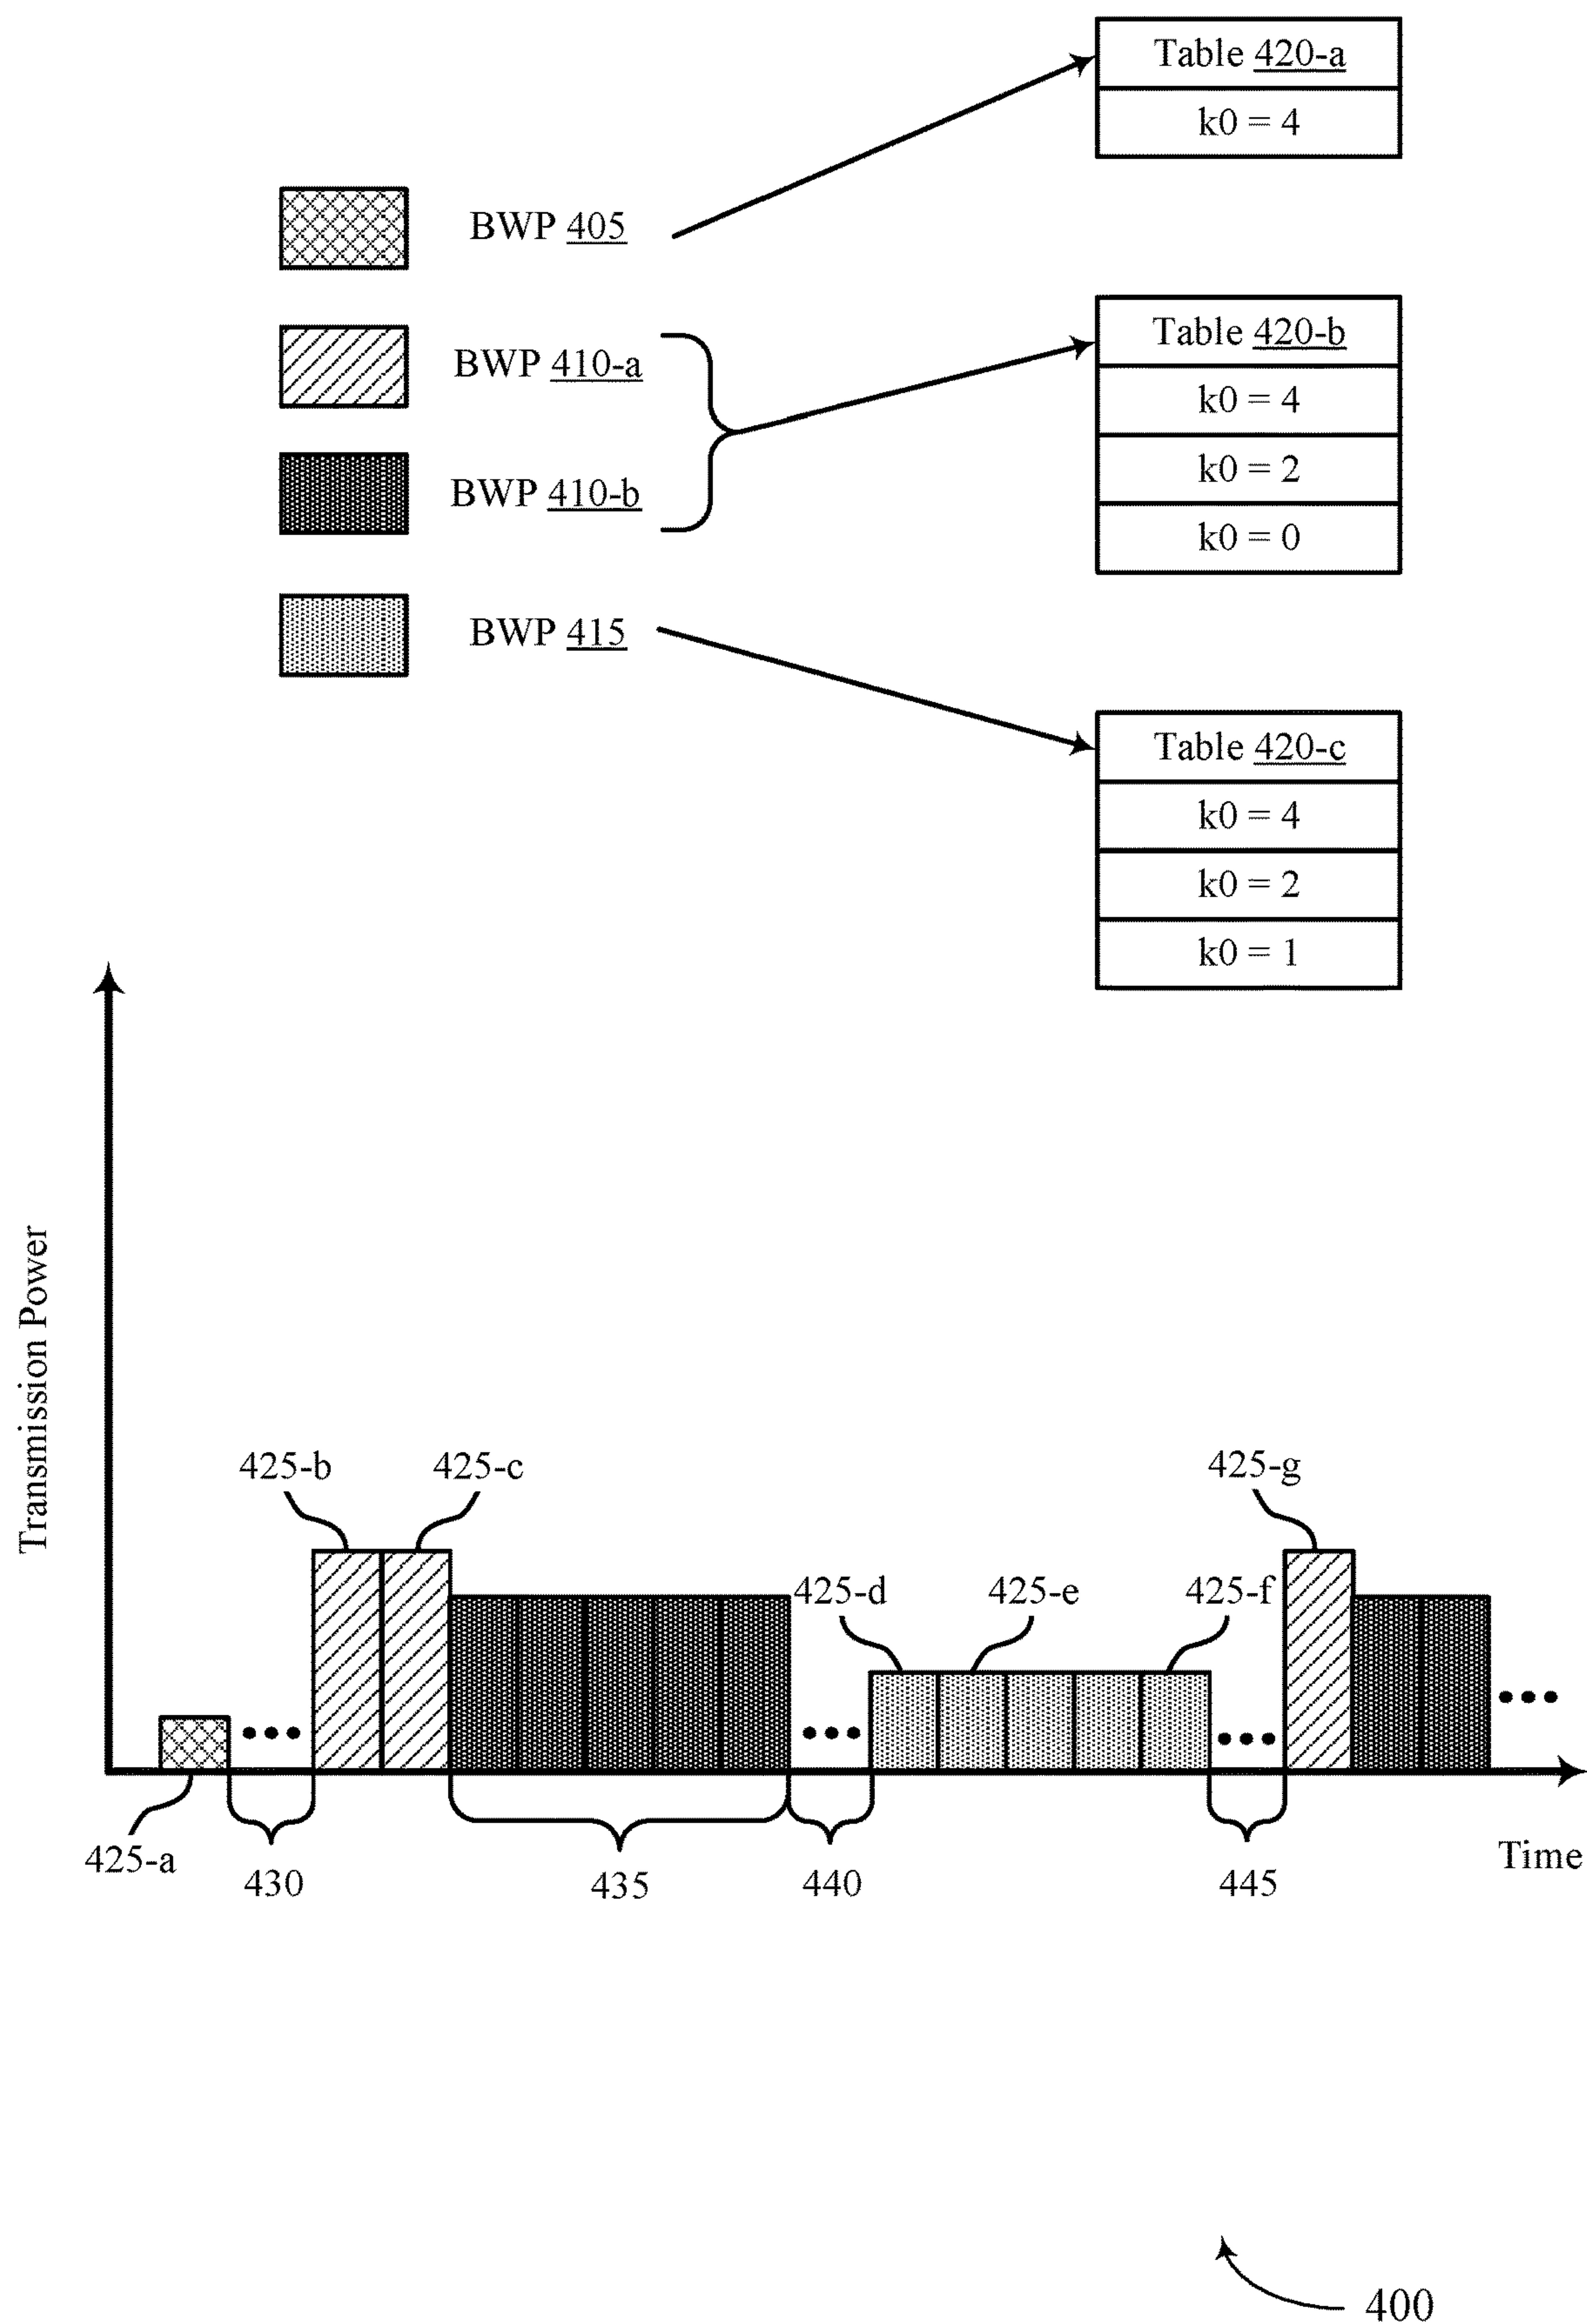 Table 420-a
k0 = 4
BWP 405
BWP 410-a
BWP 410-b
BWP 415
Table 420-b
k0 = 4
k0 = 2
k0 = 0
Table 420-c
k0 = 4
k0 = 2
k0 = 1
Transmission Power
425-b
425-c
425-g
425-d
425-e
425-f
425-a
430
435
440
445
Time
400